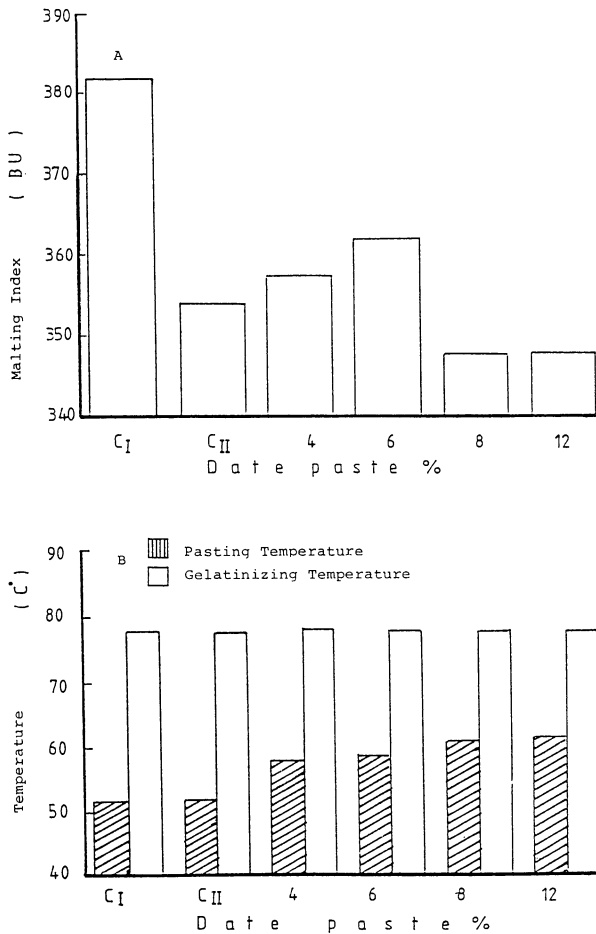 390
A
380
370
360
350
340
Malting Index ( BU )
CI CII 4 6 8 12
Date paste %
B
Pasting Temperature
Gelatinizing Temperature
90
80
70
60
50
40
Temperature (C°)
CI CII 4 6 8 12
Date paste %